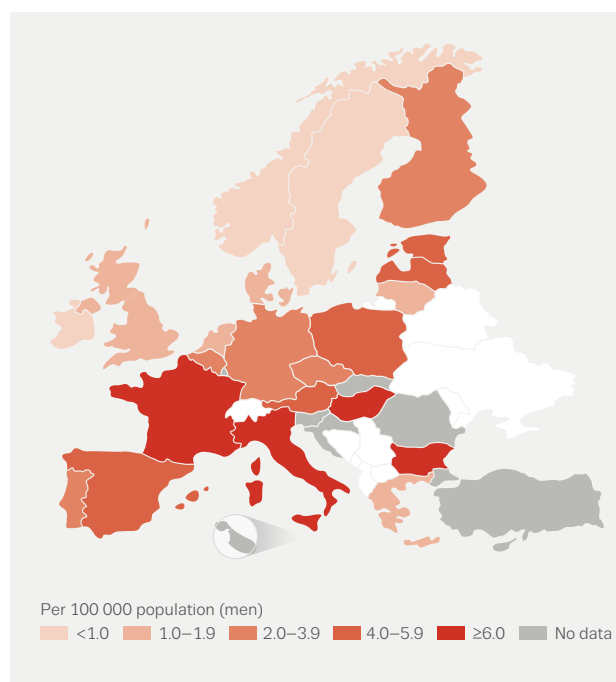 Per 100 000 population (men)
<1.0 1.0–1.9 2.0–3.9 4.0–5.9 ≥6.0 No data